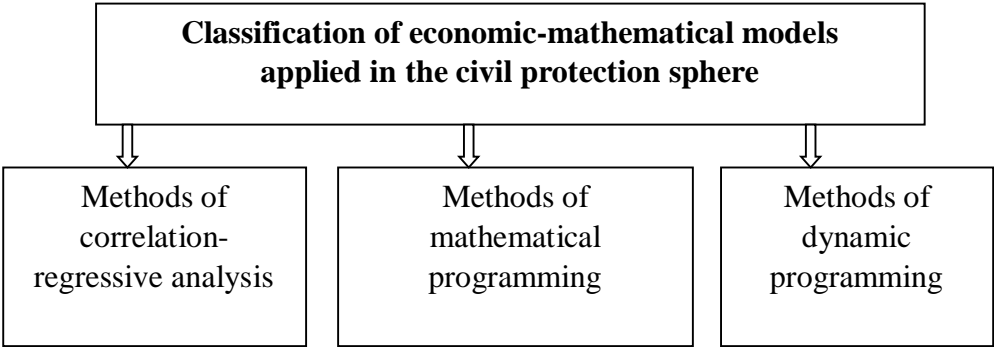 Classification of economic-mathematical models
applied in the civil protection sphere
Methods of
correlation-
regressive analysis
Methods of
mathematical
programming
Methods of
dynamic
programming